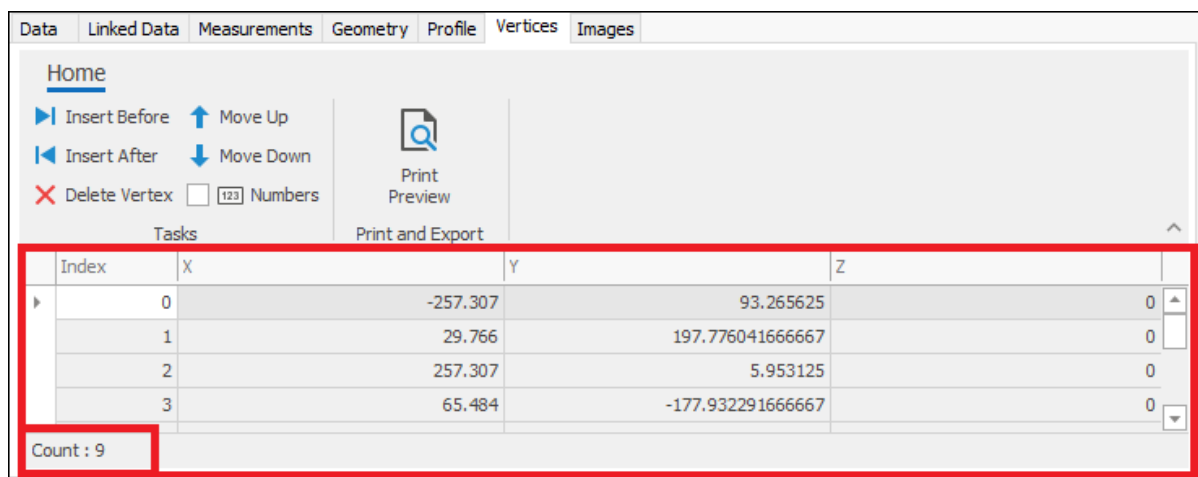 Data Linked Data Measurements Geometry Profile Vertices Images
Home
Insert Before Move Up
Insert After Move Down
Delete Vertex 123 Numbers
Tasks
Print
Preview
Print and Export
Index X Y Z
0 -257.307 93.265625 0
1 29.766 197.776041666667 0
2 257.307 5.953125 0
3 65.484 -177.932291666667 0
Count : 9